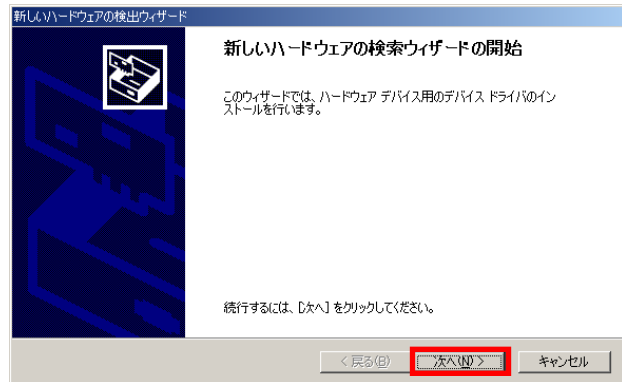 新しいハードウェアの検出ウィザード
新しいハードウェアの検索ウィザードの開始
このウィザードでは、ハードウェア デバイス用のデバイス ドライバのイン
ストールを行います。
続行するには、[次へ] をクリックしてください。
< 戻る(B)
次へ(N) >
キャンセル